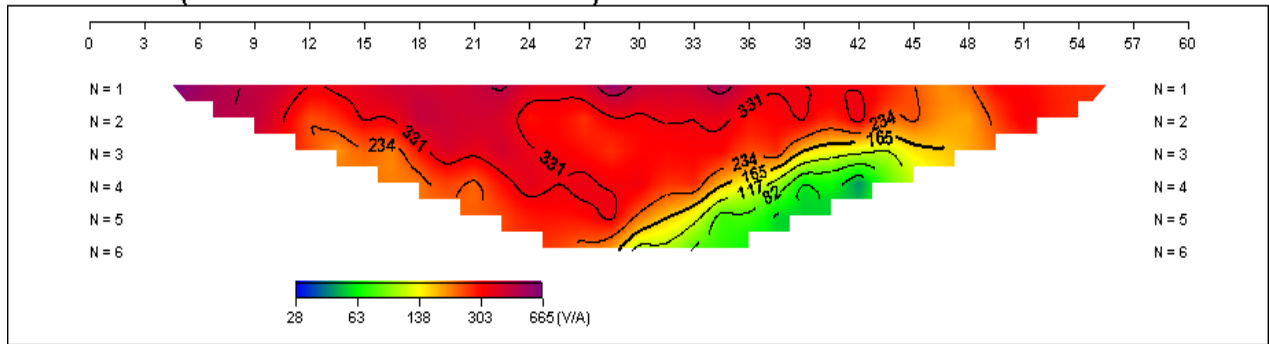 0 3 6 9 12 15 18 21 24 27 30 33 36 39 42 45 48 51 54 57 60
N = 1 N = 1
331
N = 2 331 234 N = 2
234 165
N = 3 331 234 N = 3
165
N = 4 117 82 N = 4
N = 5 N = 5
N = 6 N = 6
28 63 138 303 665 (V/A)